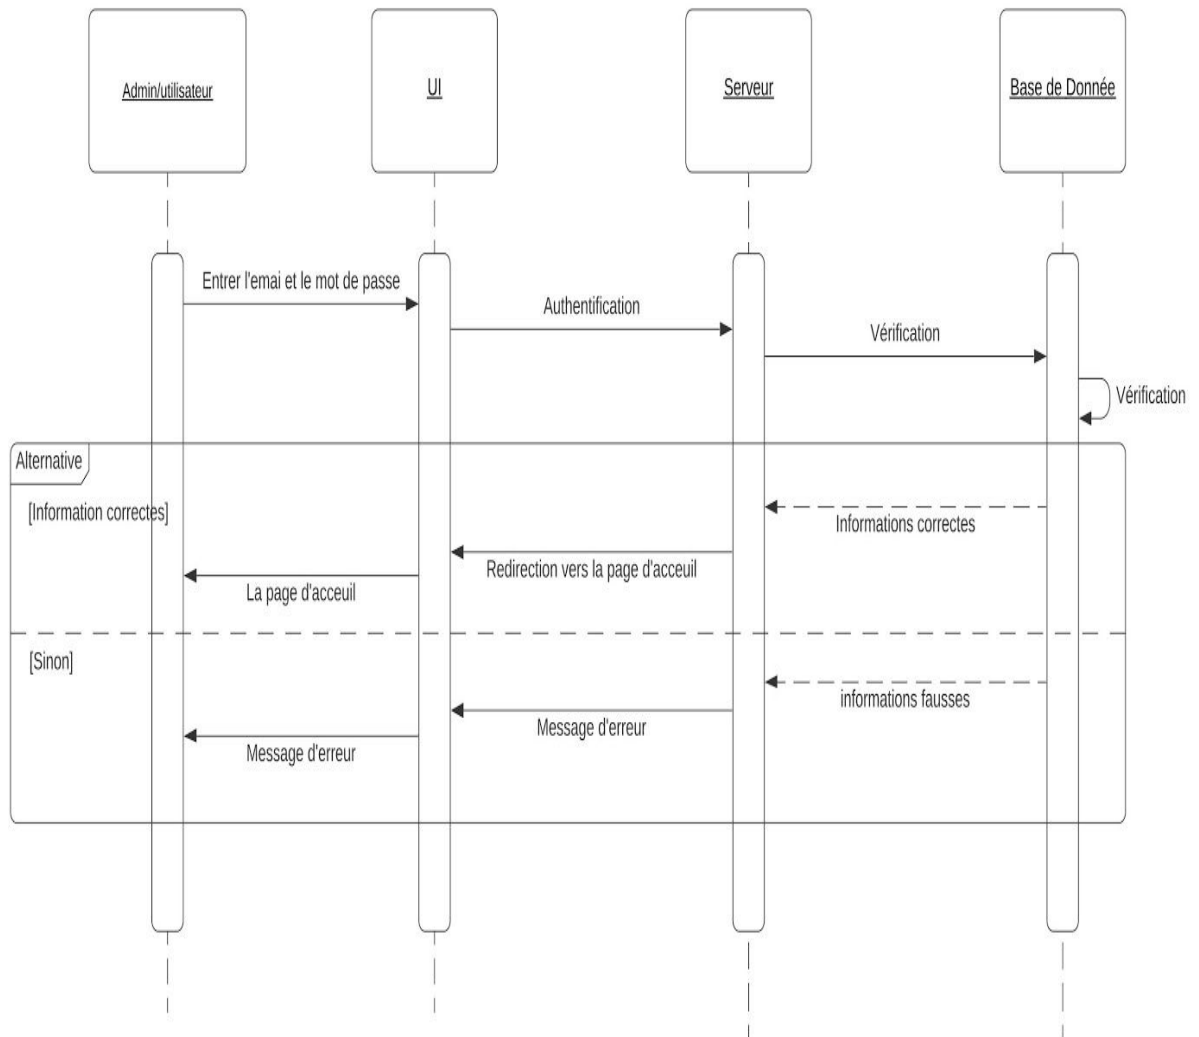 Admin/utilisateur
UI
Serveur
Base de Donnée
Entrer l'emai et le mot de passe
Authentification
Vérification
Vérification
Alternative
[Information correctes]
Informations correctes
Redirection vers la page d'acceuil
La page d'acceuil
[Sinon]
informations fausses
Message d'erreur
Message d'erreur